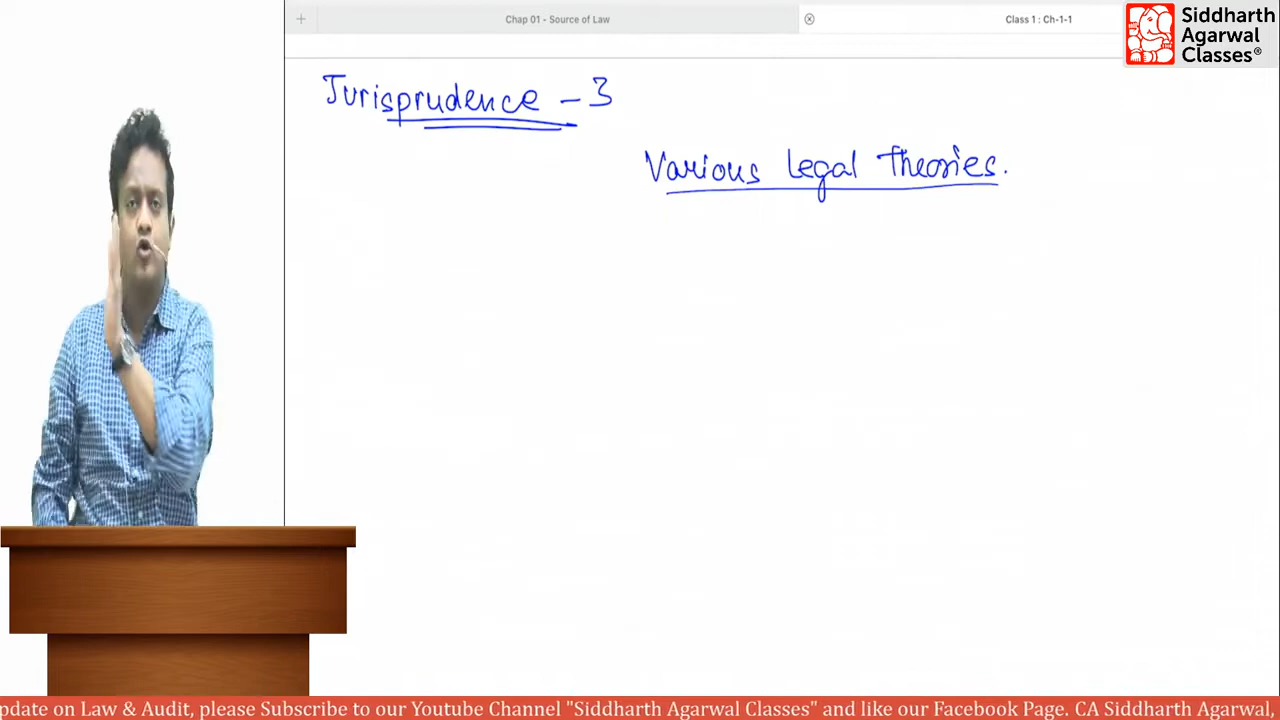 Chap 01 - Source of Law
Class 1 : Ch-1-1
Siddharth
Agarwal
Classes®
Jurisprudence - 3
Various Legal Theories.
pdate on Law & Audit, please Subscribe to our Youtube Channel "Siddharth Agarwal Classes" and like our Facebook Page. CA Siddharth Agarwal,